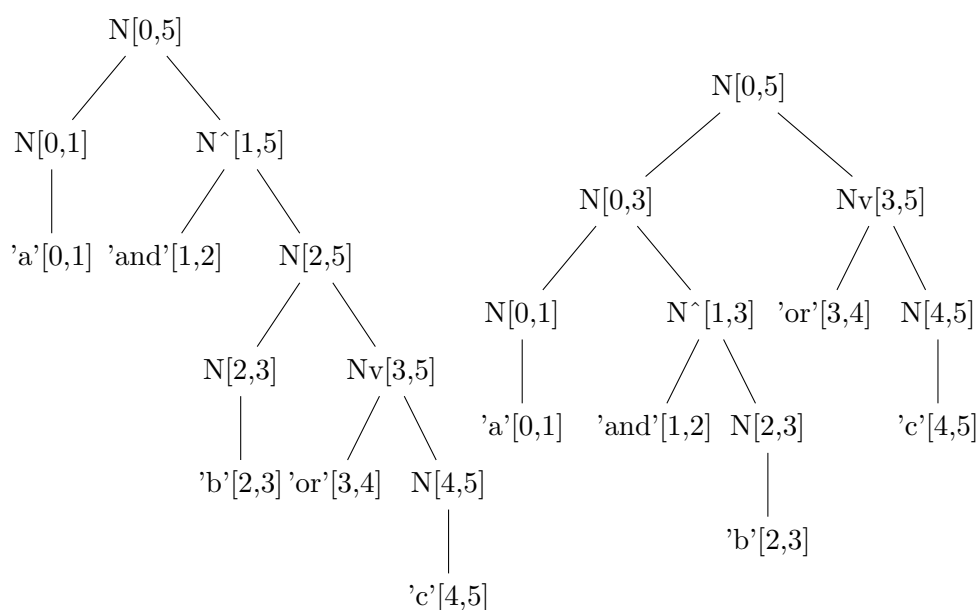 N[0,5]
N[0,1] N^[1,5]
'a'[0,1] 'and'[1,2] N[2,5]
N[2,3] Nv[3,5]
'b'[2,3] 'or'[3,4] N[4,5]
'c'[4,5]
N[0,5]
N[0,3] Nv[3,5]
N[0,1] N^[1,3] 'or'[3,4] N[4,5]
'a'[0,1] 'and'[1,2] N[2,3] 'c'[4,5]
'b'[2,3]